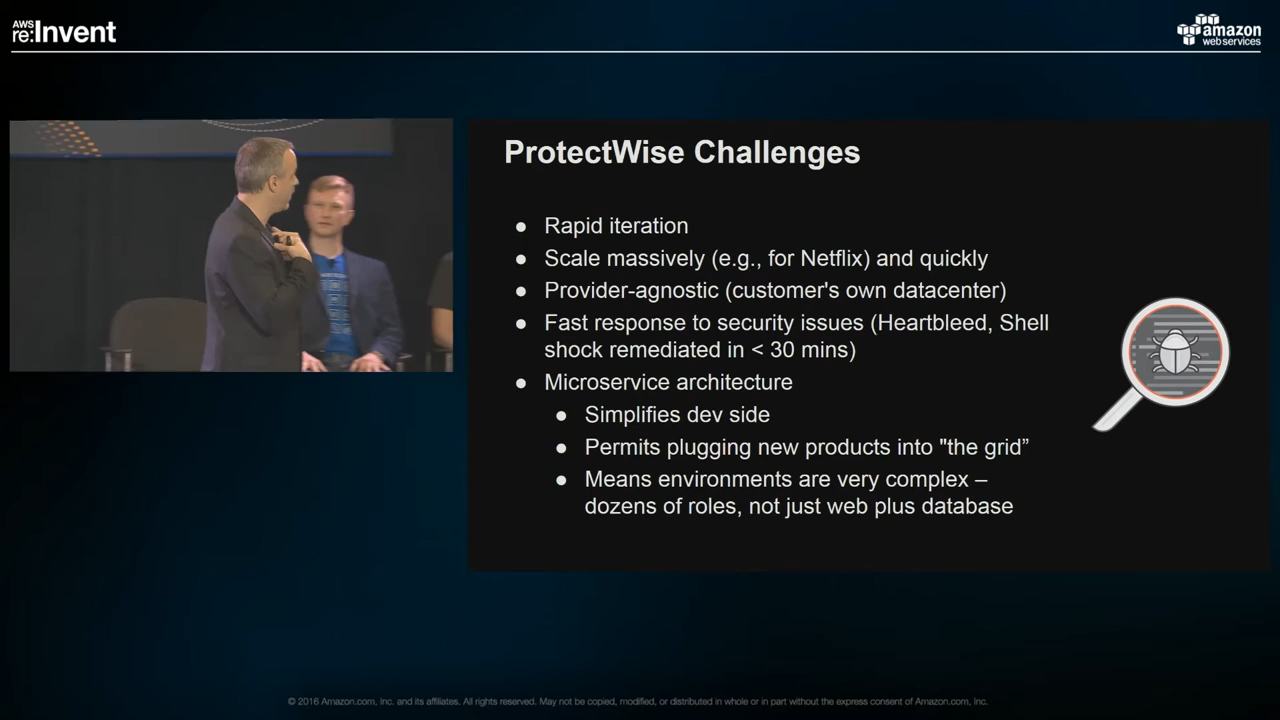 AWS
re:Invent
amazon
web services
ProtectWise Challenges
● Rapid iteration
● Scale massively (e.g., for Netflix) and quickly
● Provider-agnostic (customer's own datacenter)
● Fast response to security issues (Heartbleed, Shell
shock remediated in < 30 mins)
● Microservice architecture
● Simplifies dev side
● Permits plugging new products into "the grid”
● Means environments are very complex –
dozens of roles, not just web plus database
© 2016 Amazon.com, Inc. and its affiliates. All rights reserved. May not be copied, modified, or distributed in whole or in part without the express consent of Amazon.com, Inc.